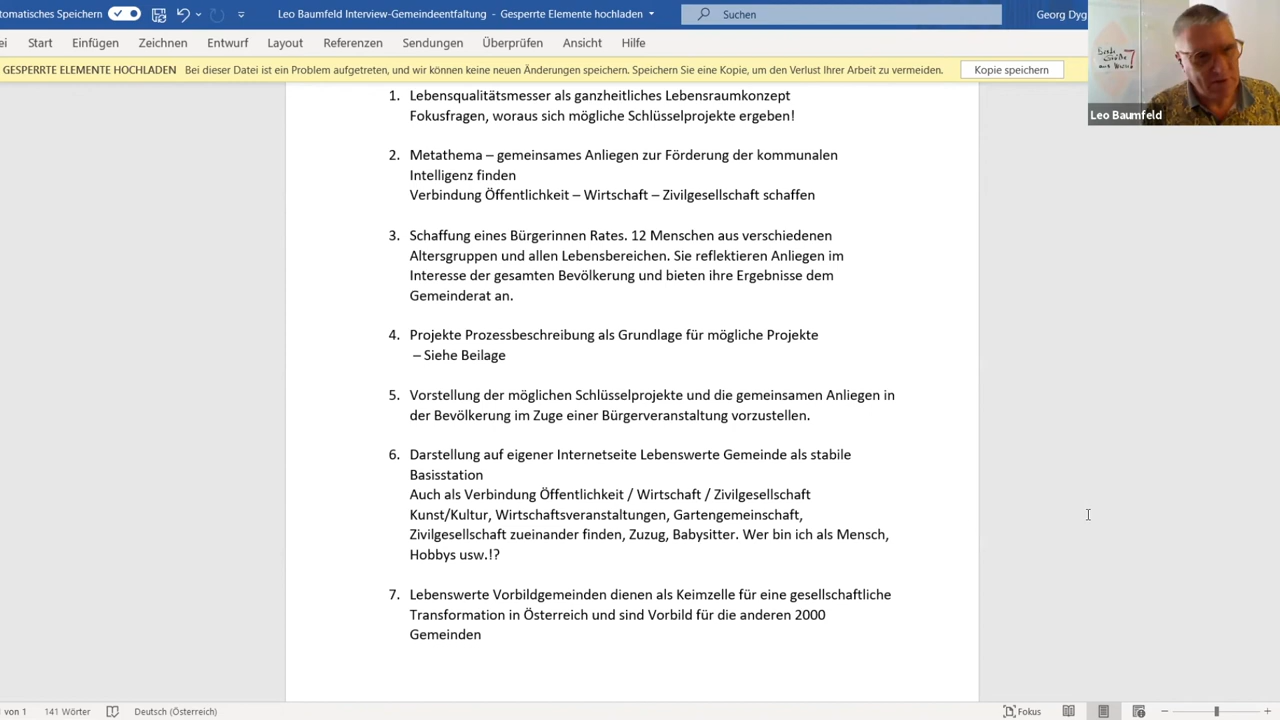 utomatisches Speichern
Leo Baumfeld Interview-Gemeindeentfaltung - Gesperrte Elemente hochladen
Suchen
Georg Dyg
ei Start Einfügen Zeichnen Entwurf Layout Referenzen Sendungen Überprüfen Ansicht Hilfe
GESPERRTE ELEMENTE HOCHLADEN Bei dieser Datei ist ein Problem aufgetreten, und wir können keine neuen Änderungen speichern. Speichern Sie eine Kopie, um den Verlust Ihrer Arbeit zu vermeiden. Kopie speichern
Leo Baumfeld
1. Lebensqualitätsmesser als ganzheitliches Lebensraumkonzept
Fokusfragen, woraus sich mögliche Schlüsselprojekte ergeben!
2. Metathema – gemeinsames Anliegen zur Förderung der kommunalen
Intelligenz finden
Verbindung Öffentlichkeit – Wirtschaft – Zivilgesellschaft schaffen
3. Schaffung eines Bürgerinnen Rates. 12 Menschen aus verschiedenen
Altersgruppen und allen Lebensbereichen. Sie reflektieren Anliegen im
Interesse der gesamten Bevölkerung und bieten ihre Ergebnisse dem
Gemeinderat an.
4. Projekte Prozessbeschreibung als Grundlage für mögliche Projekte
– Siehe Beilage
5. Vorstellung der möglichen Schlüsselprojekte und die gemeinsamen Anliegen in
der Bevölkerung im Zuge einer Bürgerveranstaltung vorzustellen.
6. Darstellung auf eigener Internetseite Lebenswerte Gemeinde als stabile
Basisstation
Auch als Verbindung Öffentlichkeit / Wirtschaft / Zivilgesellschaft
Kunst/Kultur, Wirtschaftsveranstaltungen, Gartengemeinschaft,
Zivilgesellschaft zueinander finden, Zuzug, Babysitter. Wer bin ich als Mensch,
Hobbys usw.!?
7. Lebenswerte Vorbildgemeinden dienen als Keimzelle für eine gesellschaftliche
Transformation in Österreich und sind Vorbild für die anderen 2000
Gemeinden
von 1 141 Wörter Deutsch (Österreich) Fokus